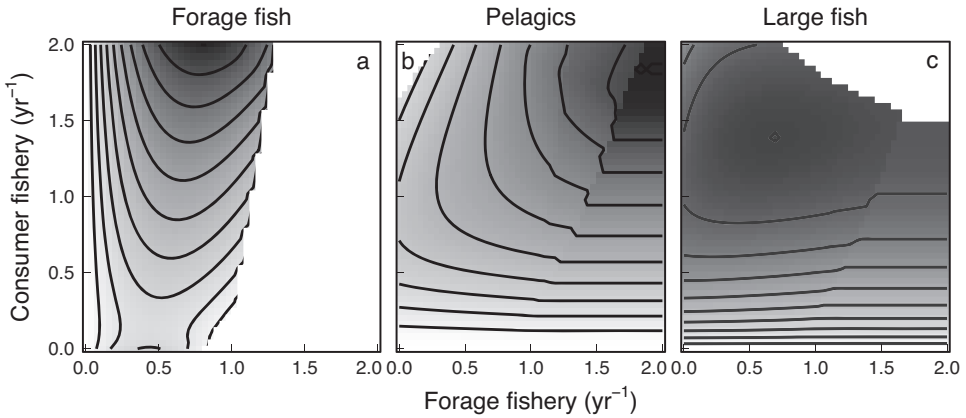 Forage fish
Pelagics
Large fish
Consumer fishery (yr⁻¹)
2.0
1.5
1.0
0.5
0.0
a
b
c
0.0 0.5 1.0 1.5 2.0
0.0 0.5 1.0 1.5 2.0
0.0 0.5 1.0 1.5 2.0
Forage fishery (yr⁻¹)